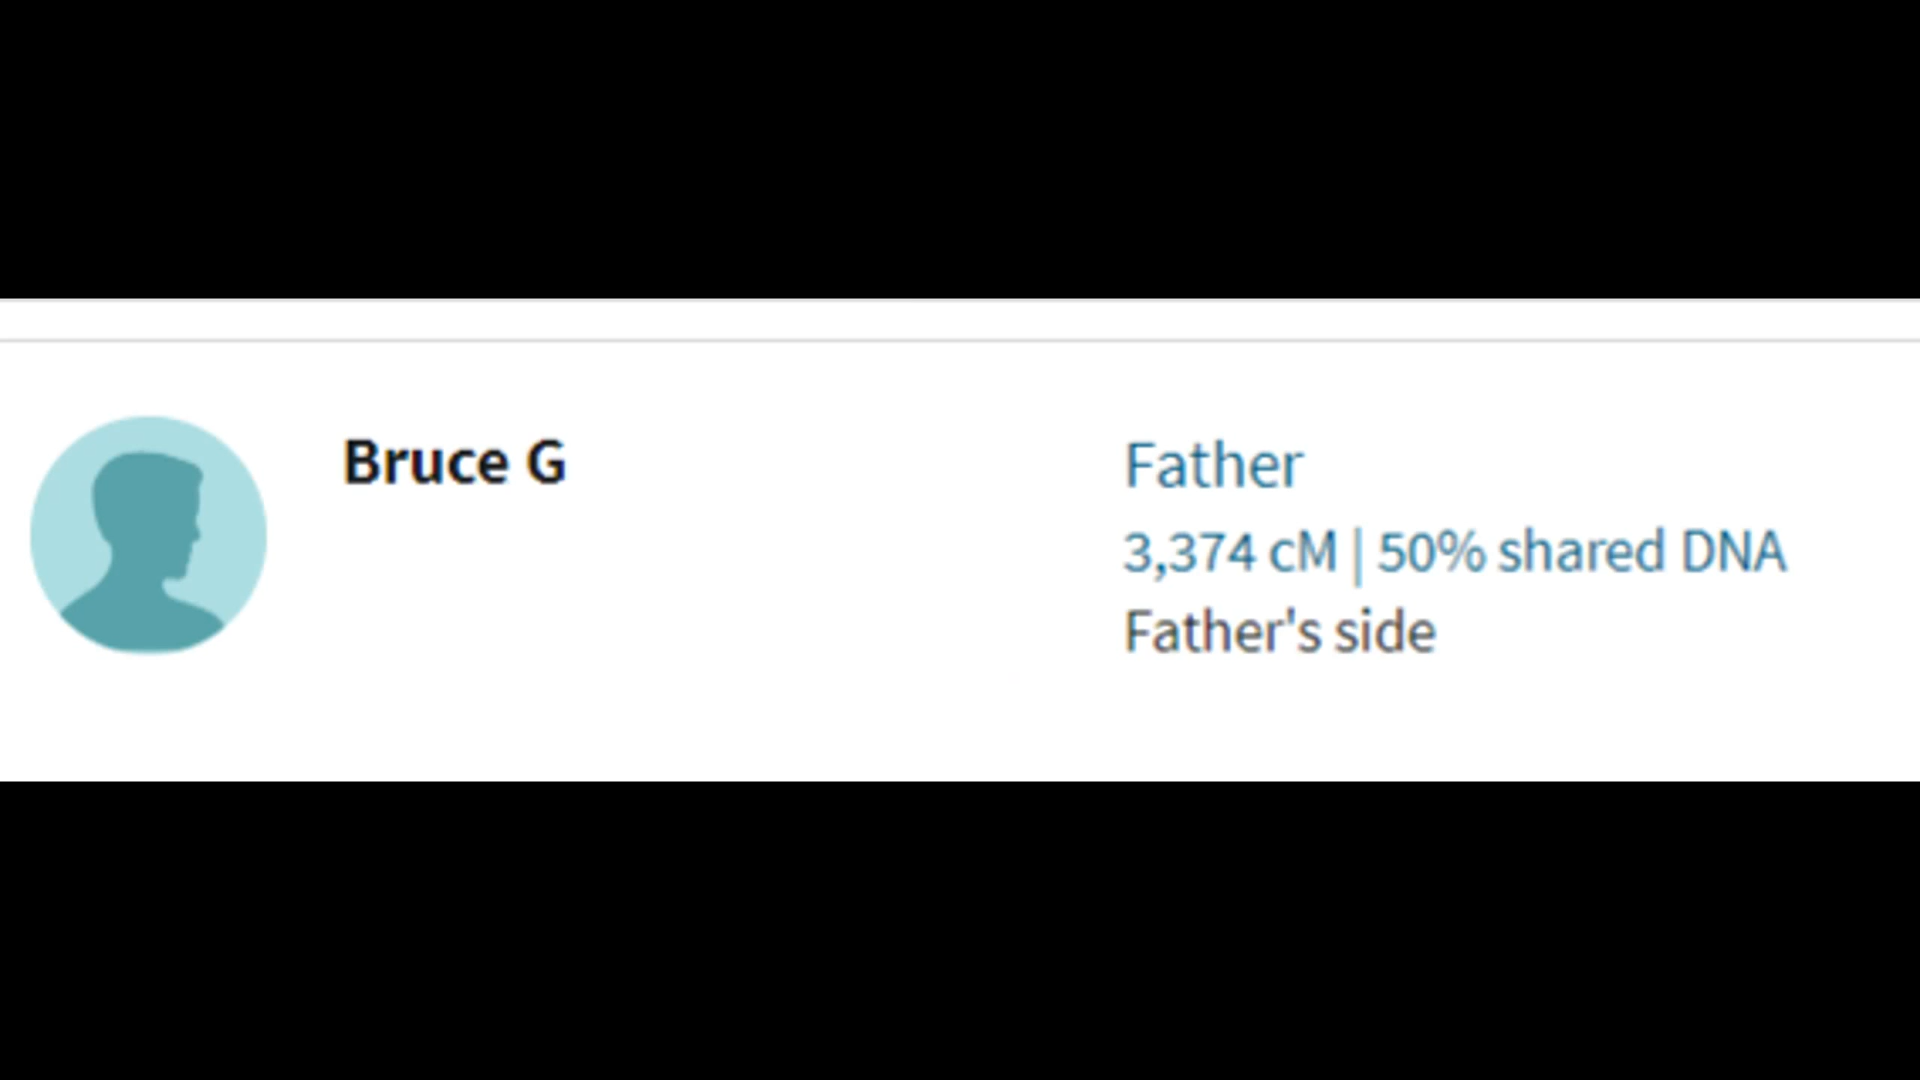 Bruce G
Father
3,374 cM | 50% shared DNA
Father's side